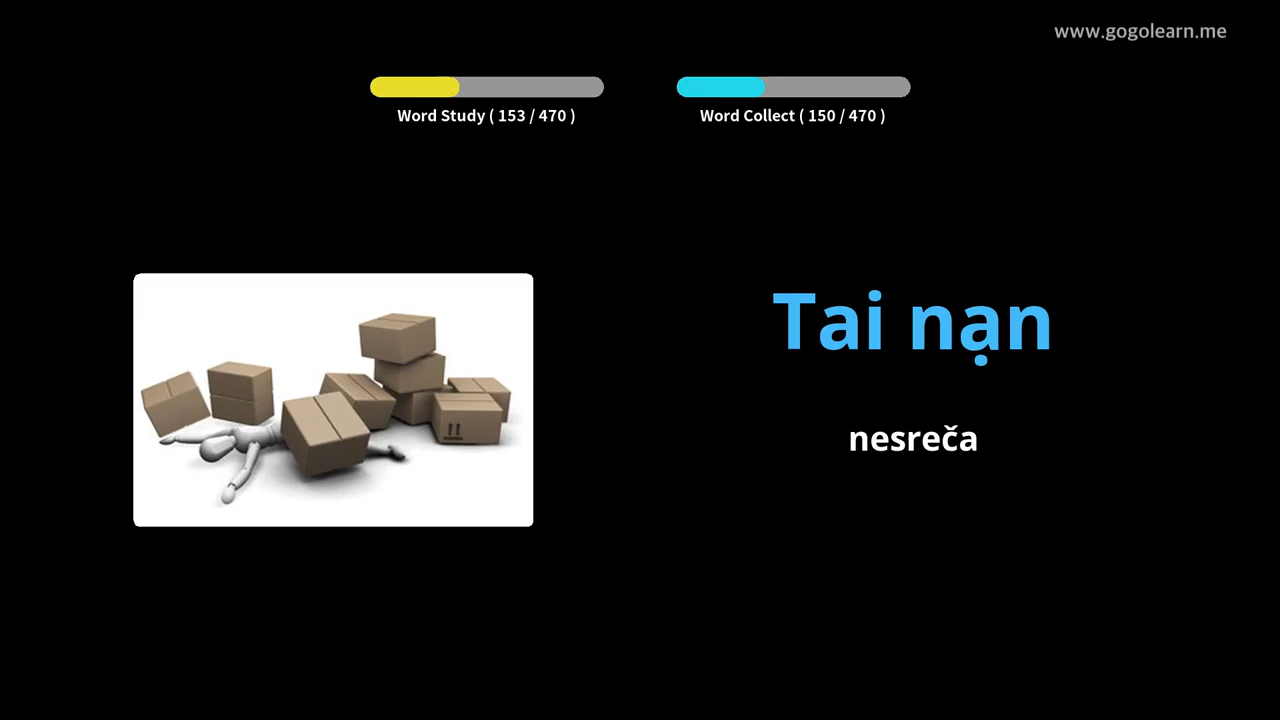 www.gogolearn.me
Word Study ( 153 / 470 )
Word Collect ( 150 / 470 )
Tai nạn
nesreča